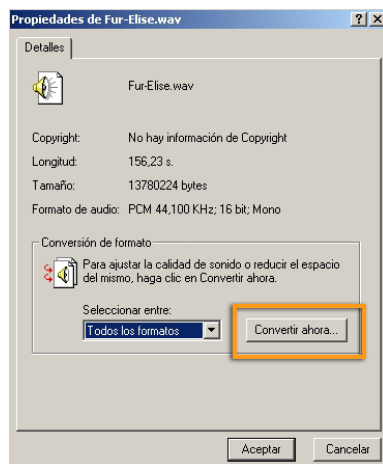 Propiedades de Fur-Elise.wav
Detalles
Fur-Elise.wav
Copyright: No hay información de Copyright
Longitud: 156,23 s.
Tamaño: 13780224 bytes
Formato de audio: PCM 44,100 KHz; 16 bit; Mono
Conversión de formato
Para ajustar la calidad de sonido o reducir el espacio
del mismo, haga clic en Convertir ahora.
Seleccionar entre:
Todos los formatos Convertir ahora...
Aceptar Cancelar